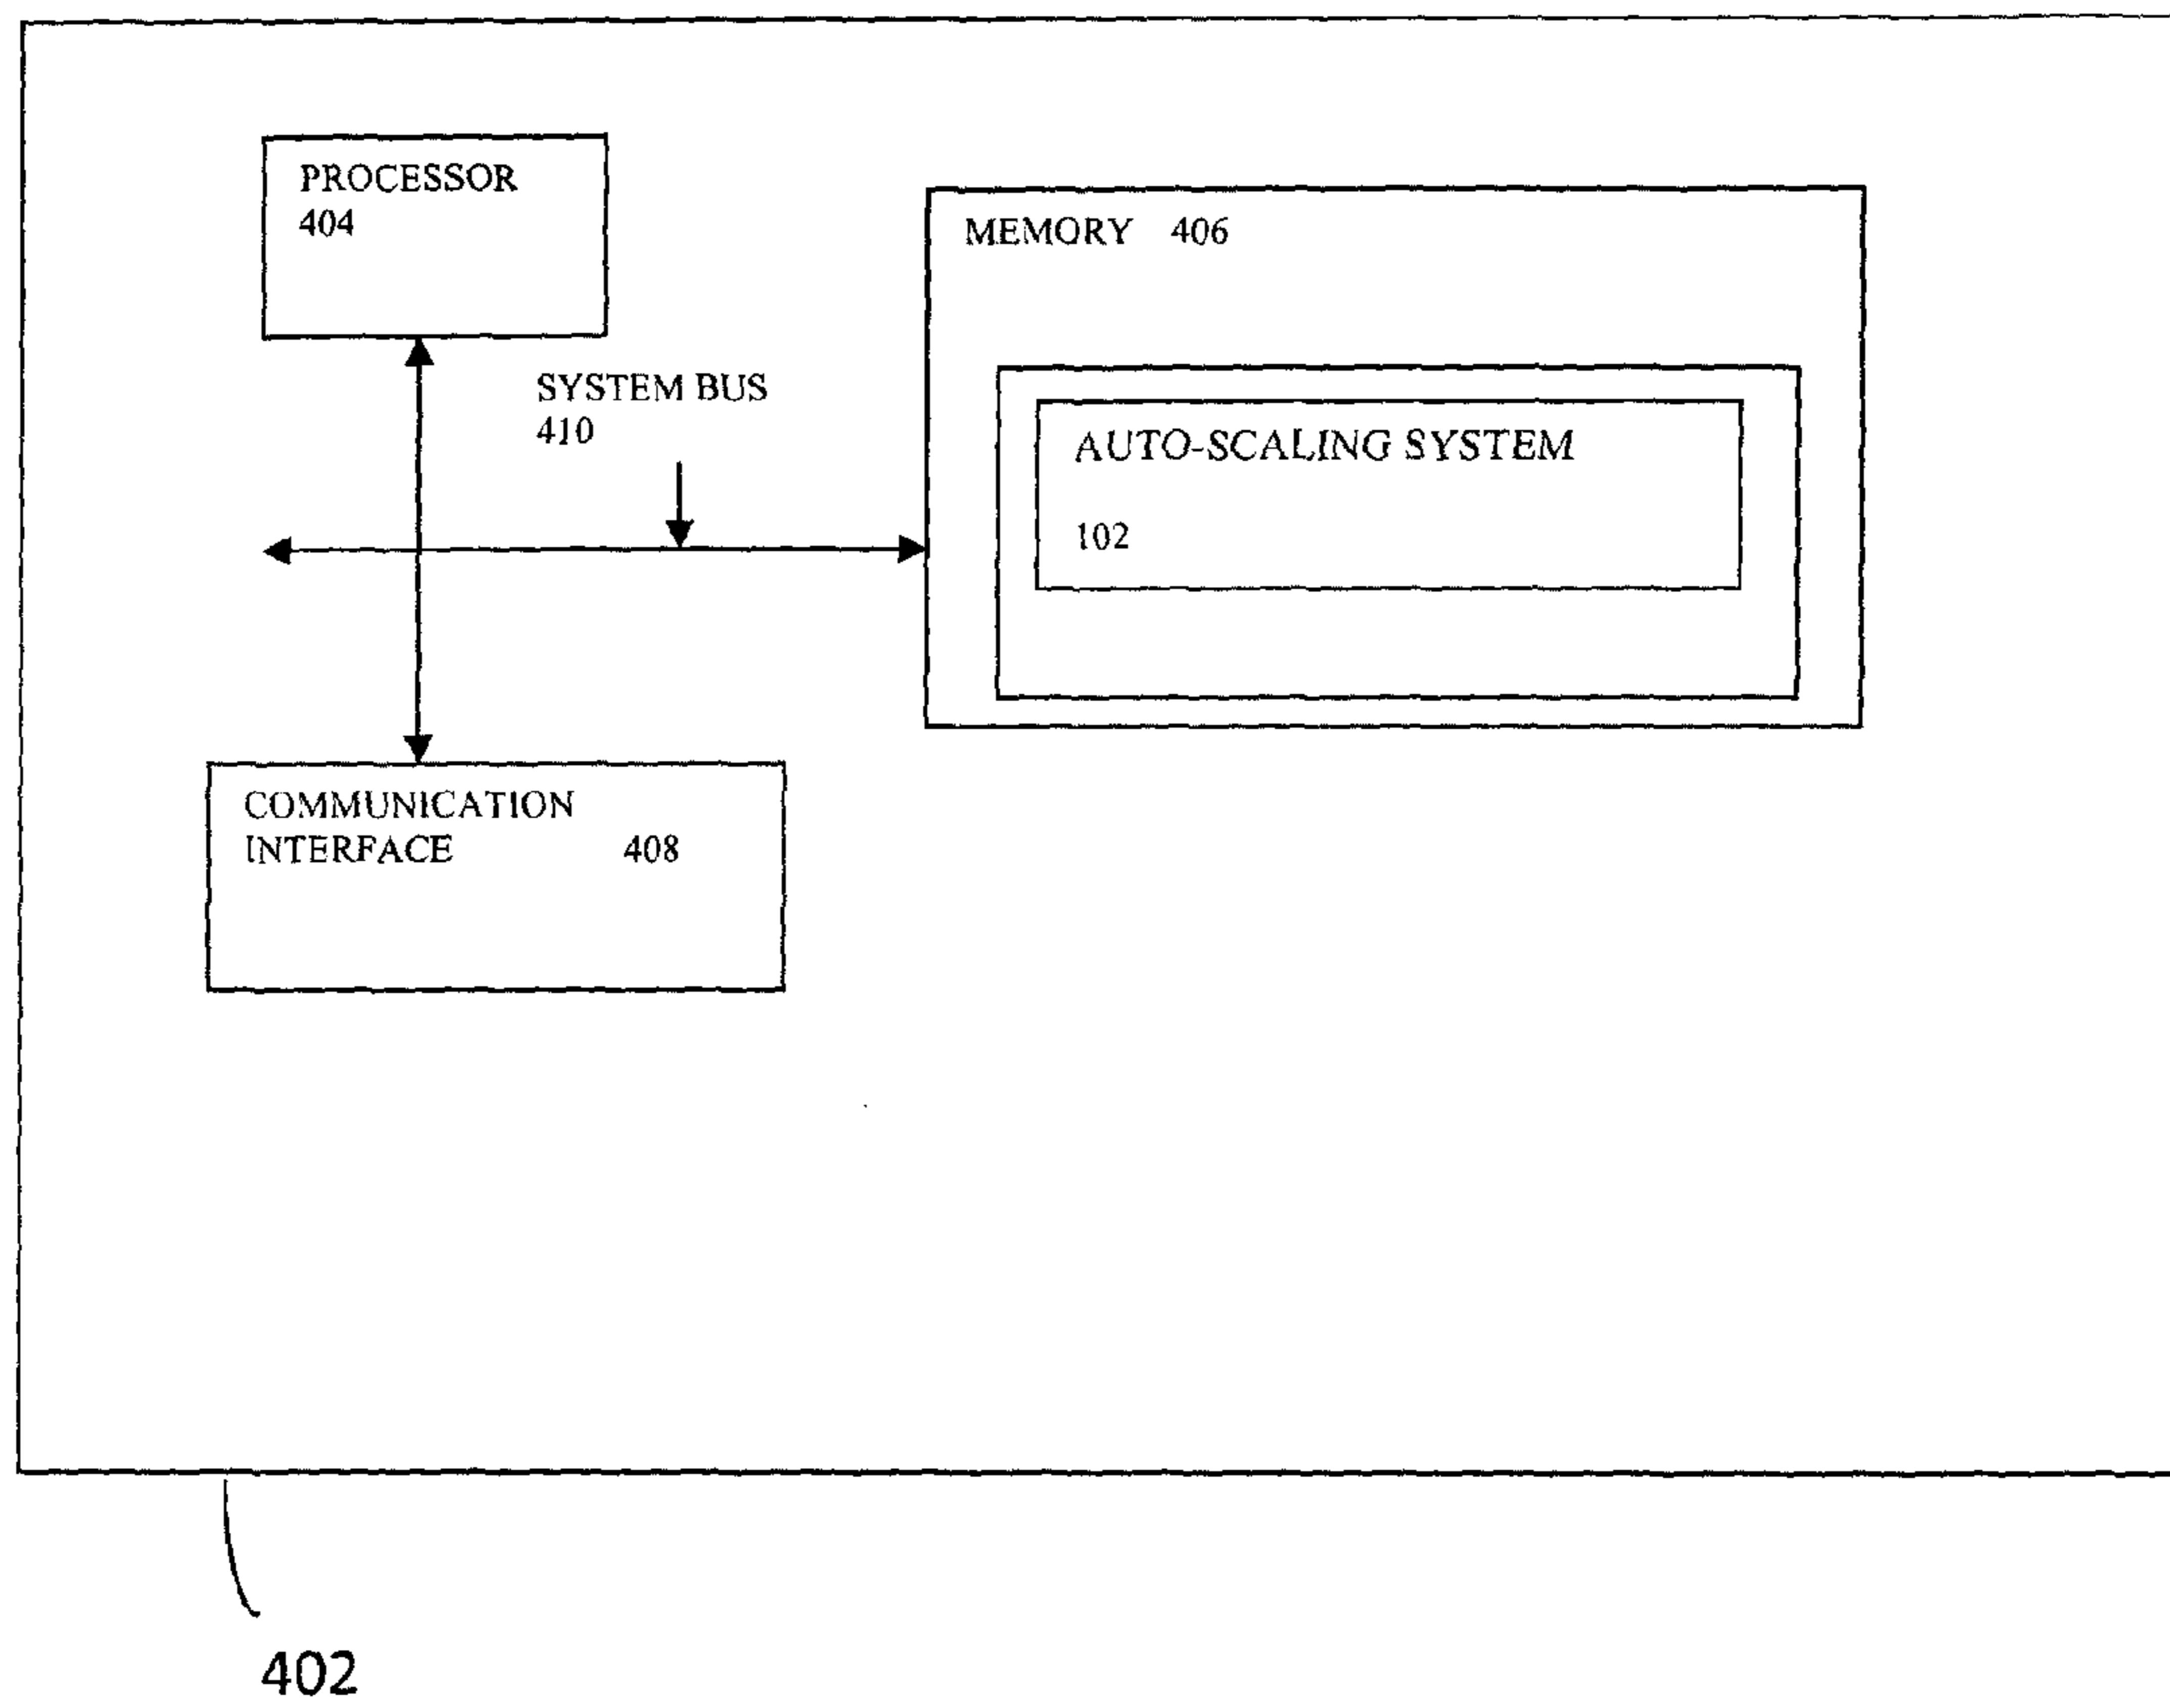 PROCESSOR
404
MEMORY 406
SYSTEM BUS
410
AUTO-SCALING SYSTEM
102
COMMUNICATION
INTERFACE 408
402